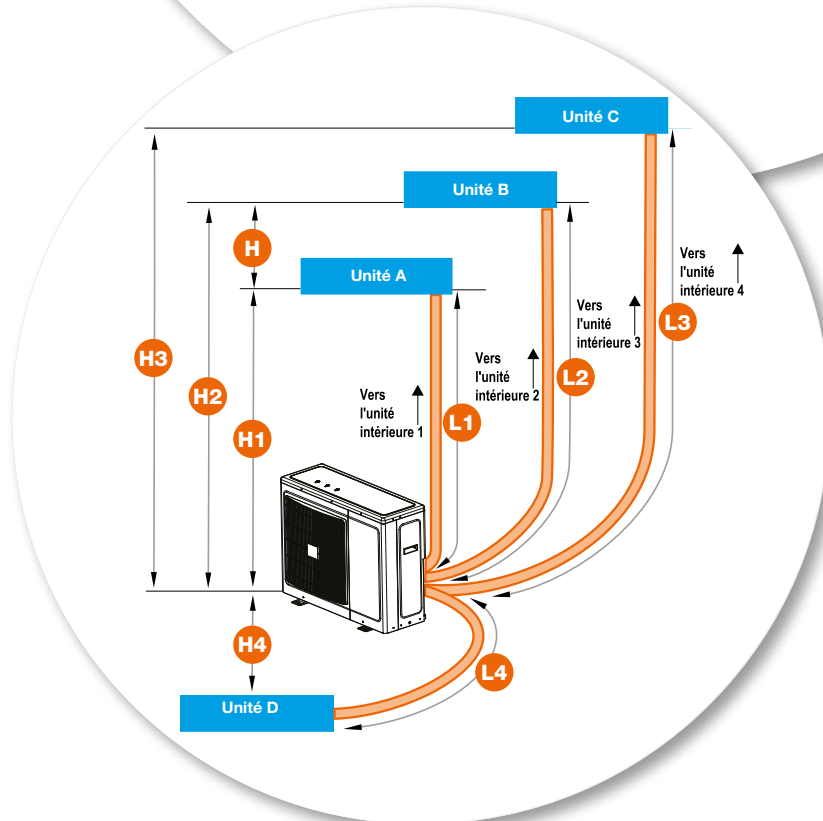 Unité C
Unité B
H
Unité A
Vers
l'unité
intérieure 4
Vers
l'unité
intérieure 3
L3
H3
Vers
l'unité
intérieure 2
L2
H2
Vers
l'unité
intérieure 1
L1
H1
H4
L4
Unité D